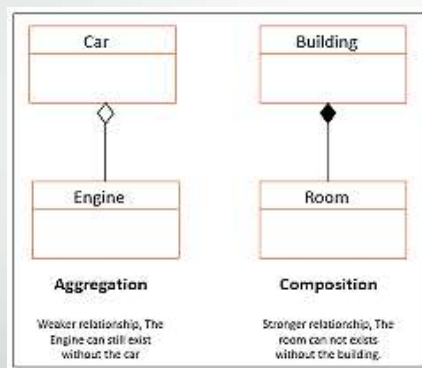 Car
Building
Engine
Room
Aggregation
Composition
Weaker relationship, The
Engine can still exist
without the car
Stronger relationship, The
room can not exists
without the building.